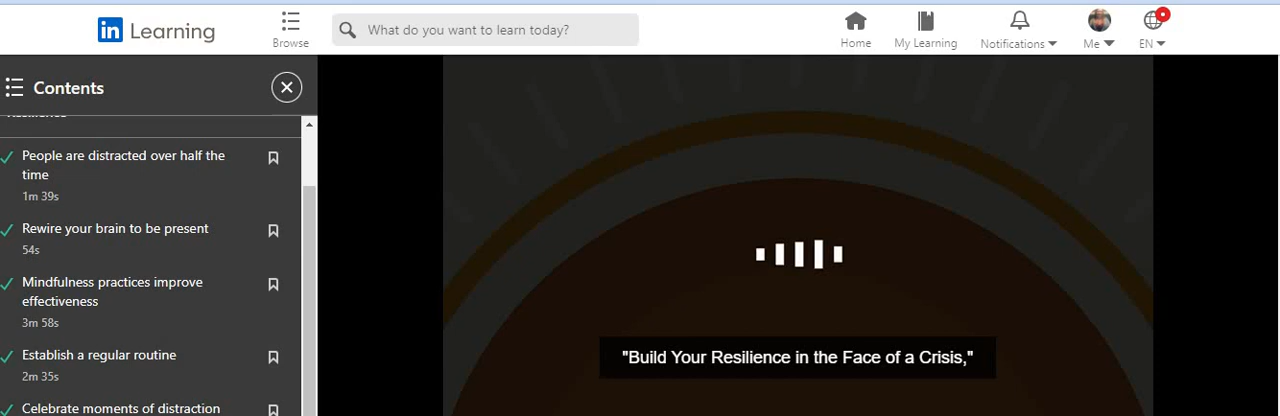 in Learning
Browse
What do you want to learn today?
Home
My Learning
Notifications
Me
EN
Contents
Resilience
People are distracted over half the
time
1m 39s
Rewire your brain to be present
54s
Mindfulness practices improve
effectiveness
3m 58s
Establish a regular routine
2m 35s
Celebrate moments of distraction
"Build Your Resilience in the Face of a Crisis,"